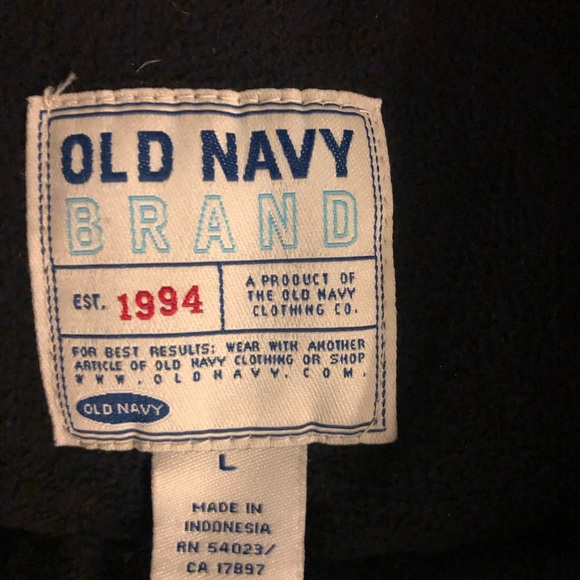 OLD NAVY
BRAND
EST. 1994
A PRODUCT OF
THE OLD NAVY
CLOTHING CO.
FOR BEST RESULTS: WEAR WITH ANOTHER
ARTICLE OF OLD NAVY CLOTHING OR SHOP
WWW.OLDNAVY.COM.
OLD NAVY
L
MADE IN
INDONESIA
RN 54023/
CA 17897